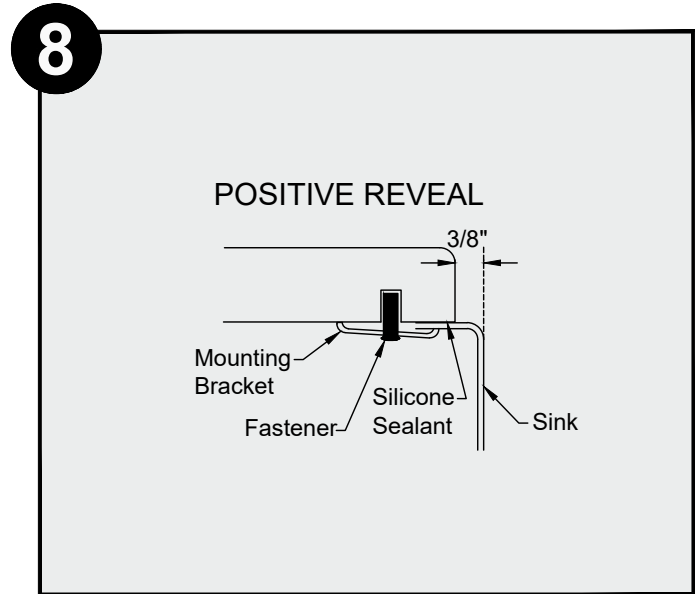 8
POSITIVE REVEAL
3/8"
Mounting
Bracket
Fastener
Silicone
Sealant
Sink